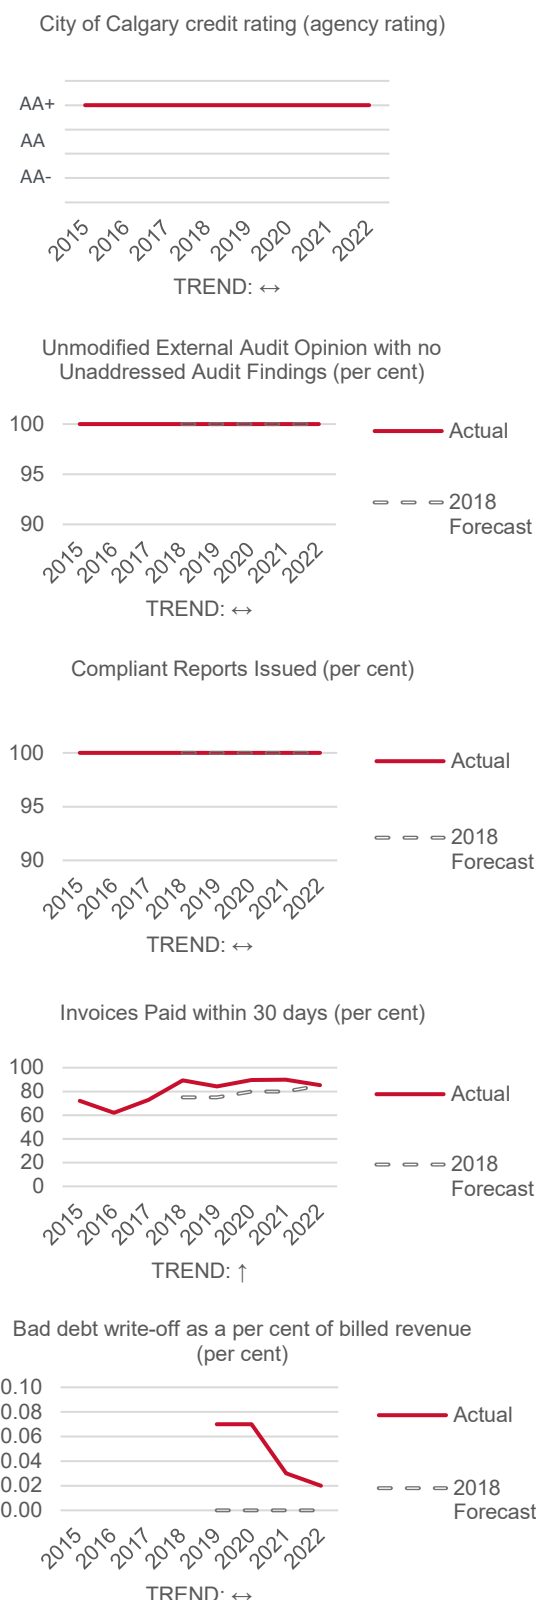 City of Calgary credit rating (agency rating)
AA+
AA
AA-
2015 2016 2017 2018 2019 2020 2021 2022
TREND: ↔
Unmodified External Audit Opinion with no
Unaddressed Audit Findings (per cent)
100
95
90
2015 2016 2017 2018 2019 2020 2021 2022
Actual
2018
Forecast
TREND: ↔
Compliant Reports Issued (per cent)
100
95
90
2015 2016 2017 2018 2019 2020 2021 2022
Actual
2018
Forecast
TREND: ↔
Invoices Paid within 30 days (per cent)
100
80
60
40
20
0
2015 2016 2017 2018 2019 2020 2021 2022
Actual
2018
Forecast
TREND: ↑
Bad debt write-off as a per cent of billed revenue
(per cent)
0.10
0.08
0.06
0.04
0.02
0.00
2015 2016 2017 2018 2019 2020 2021 2022
Actual
2018
Forecast
TREND: ↔